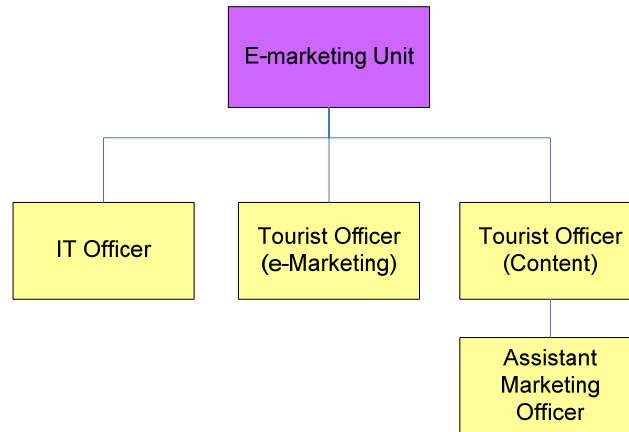 E-marketing Unit
IT Officer
Tourist Officer
(e-Marketing)
Tourist Officer
(Content)
Assistant
Marketing
Officer